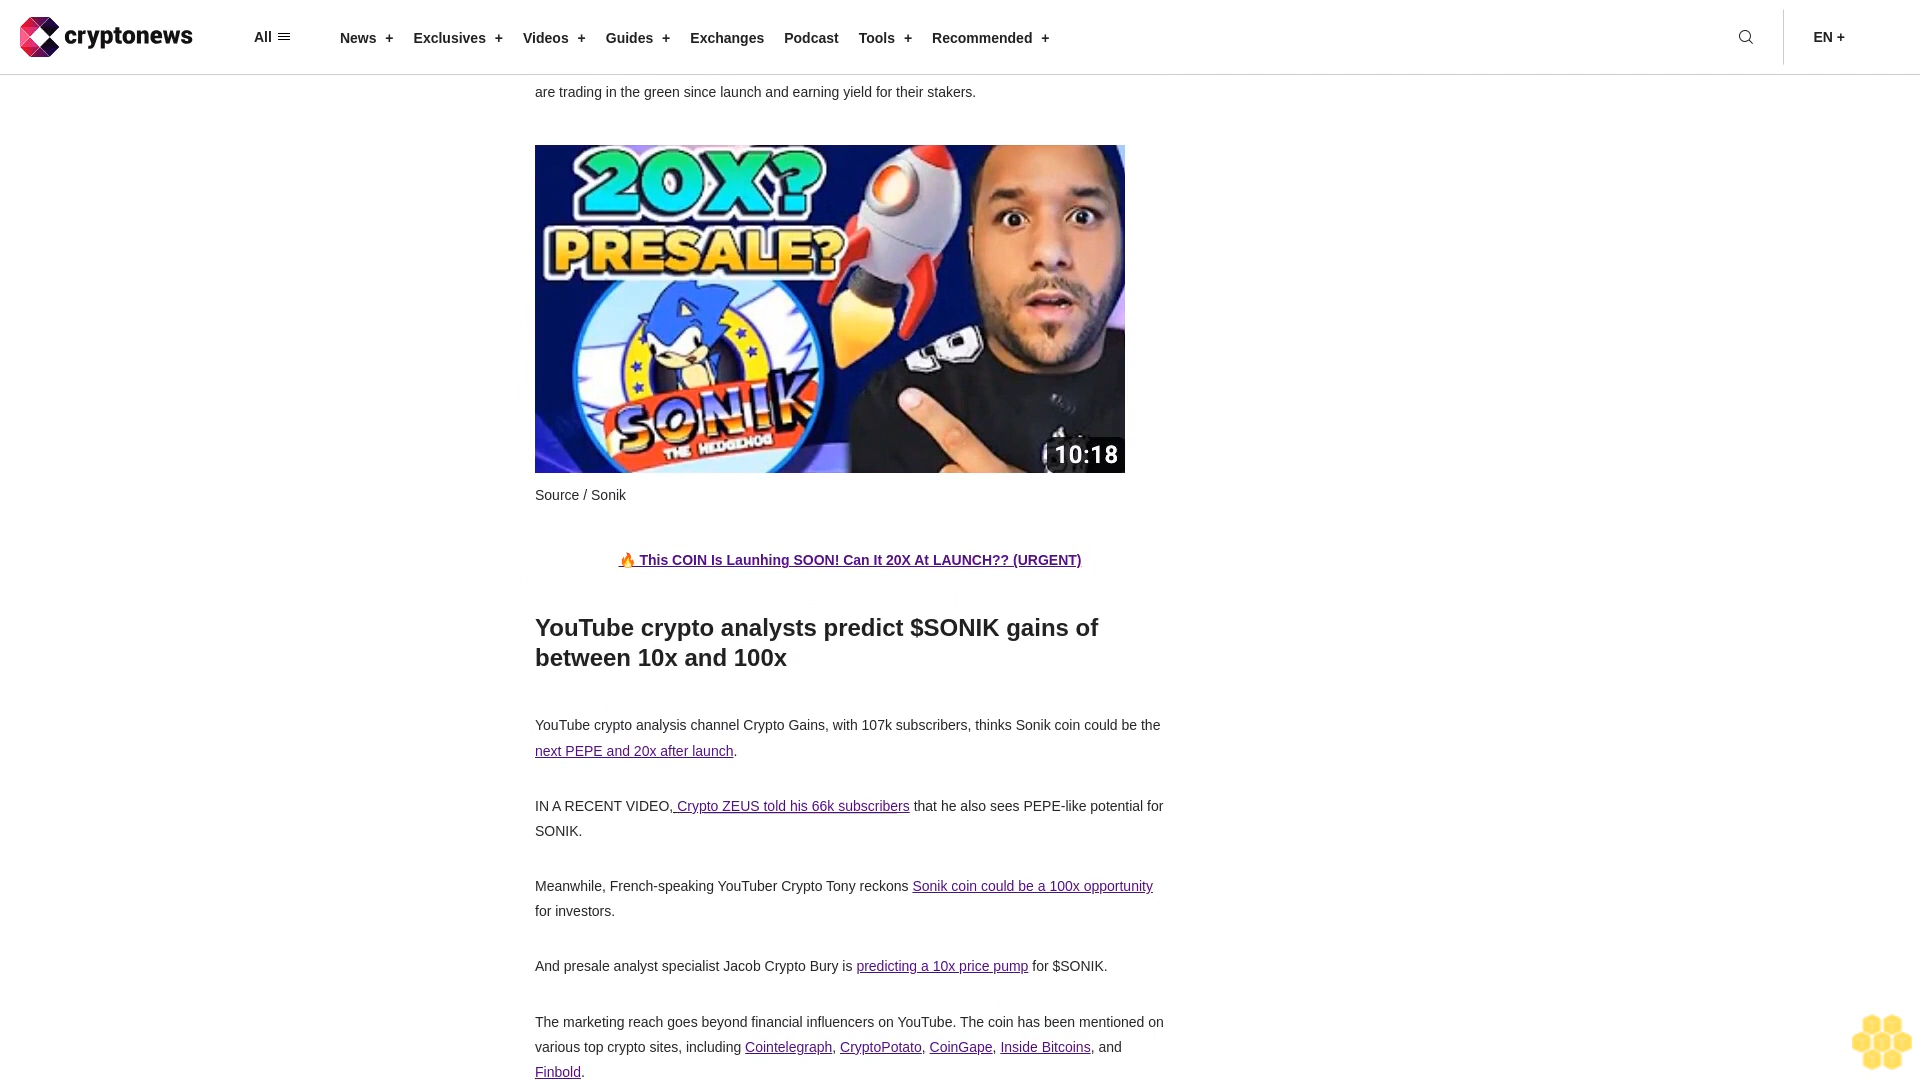 cryptonews
All
News +
Exclusives +
Videos +
Guides +
Exchanges
Podcast
Tools +
Recommended +
EN +
are trading in the green since launch and earning yield for their stakers.
20X?
PRESALE?
SONIK
THE HEDGEHOG
10:18
Source / Sonik
🔥 This COIN Is Launhing SOON! Can It 20X At LAUNCH?? (URGENT)
YouTube crypto analysts predict $SONIK gains of
between 10x and 100x
YouTube crypto analysis channel Crypto Gains, with 107k subscribers, thinks Sonik coin could be the
next PEPE and 20x after launch.
IN A RECENT VIDEO, Crypto ZEUS told his 66k subscribers that he also sees PEPE-like potential for
SONIK.
Meanwhile, French-speaking YouTuber Crypto Tony reckons Sonik coin could be a 100x opportunity
for investors.
And presale analyst specialist Jacob Crypto Bury is predicting a 10x price pump for $SONIK.
The marketing reach goes beyond financial influencers on YouTube. The coin has been mentioned on
various top crypto sites, including Cointelegraph, CryptoPotato, CoinGape, Inside Bitcoins, and
Finbold.